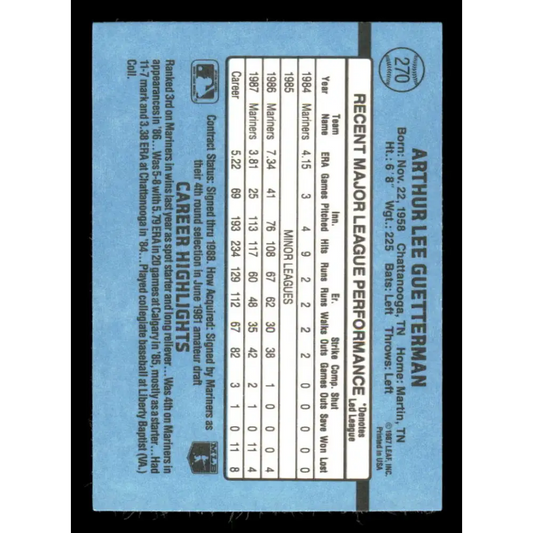 270
ARTHUR LEE GUETTERMAN
Born: Nov. 22, 1958 Chattanooga, TN Home: Martin, TN
Ht.: 6'8" Wgt.: 225 Bats: Left Throws: Left
©1987 LEAF, INC.
Printed in USA
RECENT MAJOR LEAGUE PERFORMANCE
*Denotes
Led League
Year Team Name ERA Games Inn. Pitched Hits Runs Er. Runs Walks Strike Outs Comp. Games Shut Outs Save Won Lost
1984 Mariners 4.15 3 4 9 2 2 2 2 0 0 0 0 0
1985 MINOR LEAGUES
1986 Mariners 7.34 41 76 108 67 62 30 38 1 0 0 0 4
1987 Mariners 3.81 25 113 117 60 48 35 42 2 1 0 11 4
Career 5.22 69 193 234 129 112 67 82 3 1 0 11 8
Contract Status: Signed thru 1988. How Acquired: Signed by Mariners as
their 4th round selection in June 1981 amateur draft
CAREER HIGHLIGHTS
MLB
Ranked 3rd on Mariners in wins last year as spot starter and long reliever... Was 4th on Mariners in
appearances in '86... Was 5-8 with 5.79 ERA in 20 games at Calgary in '85, mostly as a starter... Had
11-7 mark and 3.38 ERA at Chattanooga in '84... Played collegiate baseball at Liberty Baptist (VA.)
Coll.